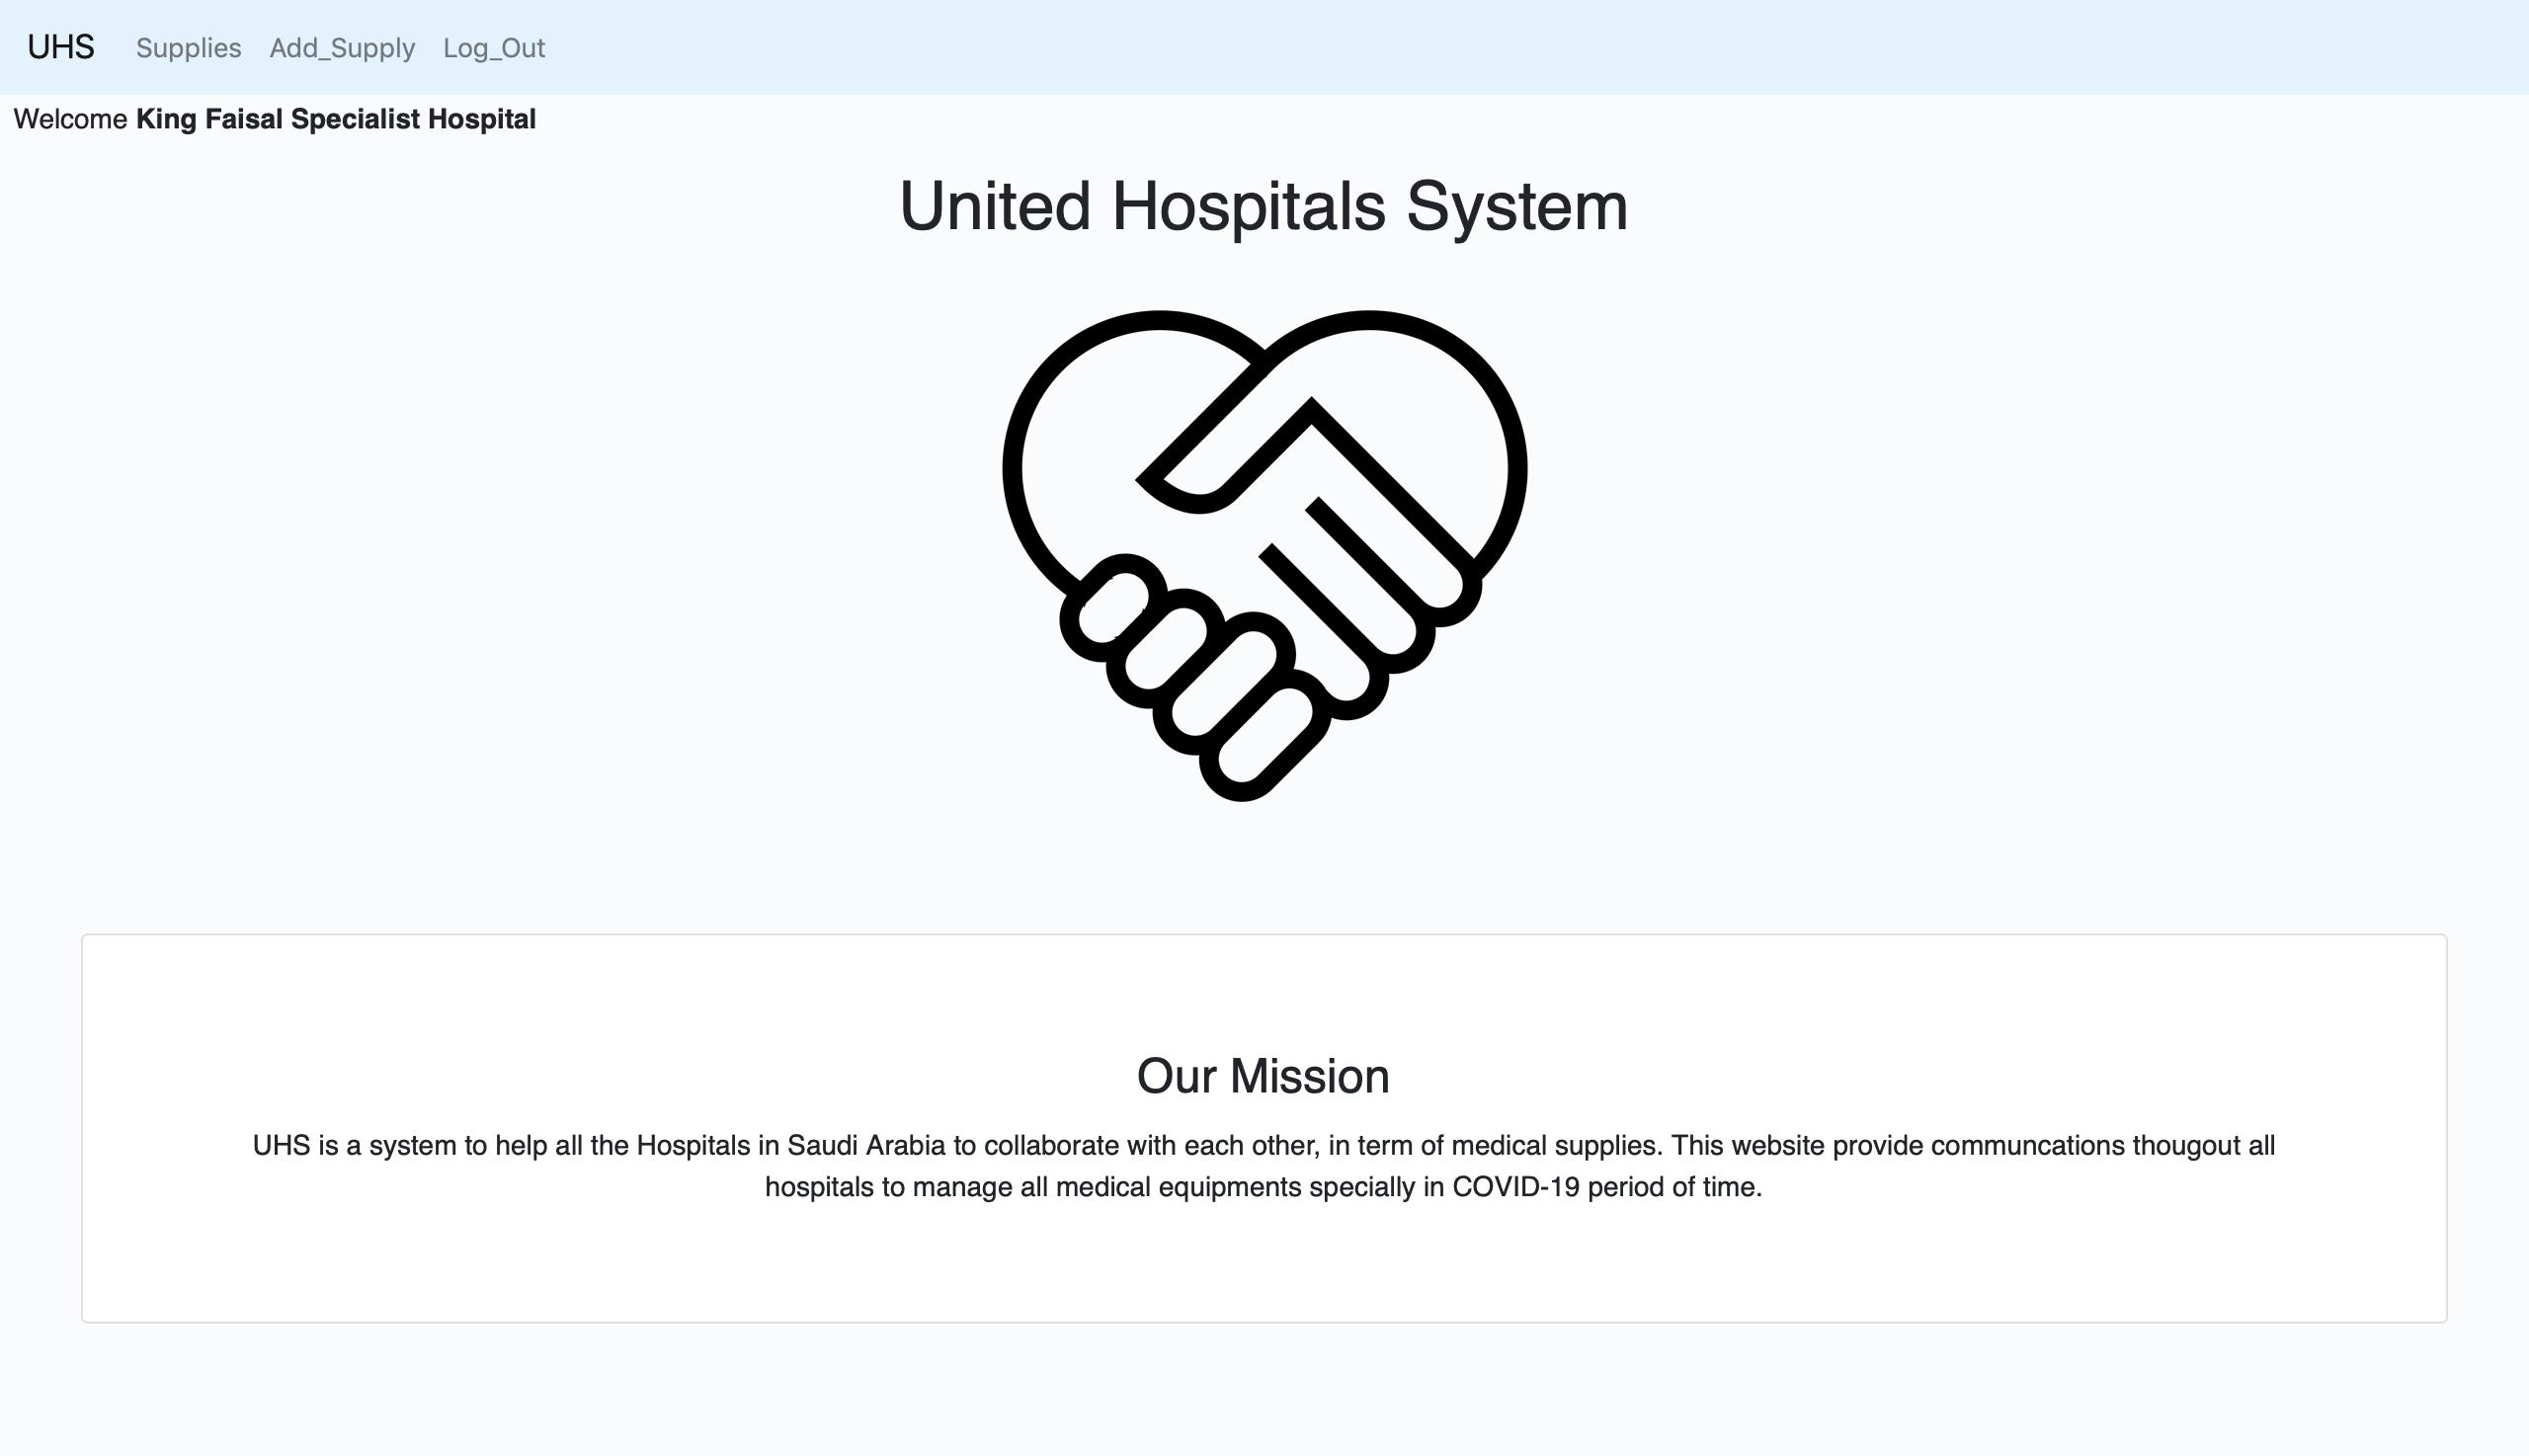 UHS Supplies Add_Supply Log_Out
Welcome King Faisal Specialist Hospital
United Hospitals System
Our Mission
UHS is a system to help all the Hospitals in Saudi Arabia to collaborate with each other, in term of medical supplies. This website provide communcations thougout all
hospitals to manage all medical equipments specially in COVID-19 period of time.